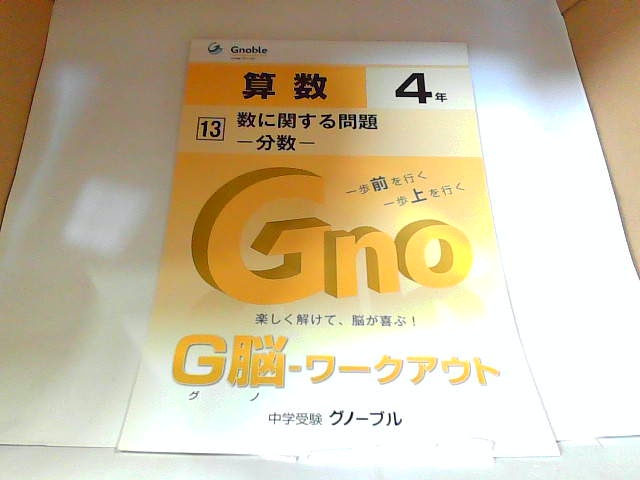 Gnoble
算数
4年
13 数に関する問題
―分数―
一歩前を行く
一歩上を行く
Gno
楽しく解けて、脳が喜ぶ！
G脳-ワークアウト
グ ノ
中学受験 グノーブル